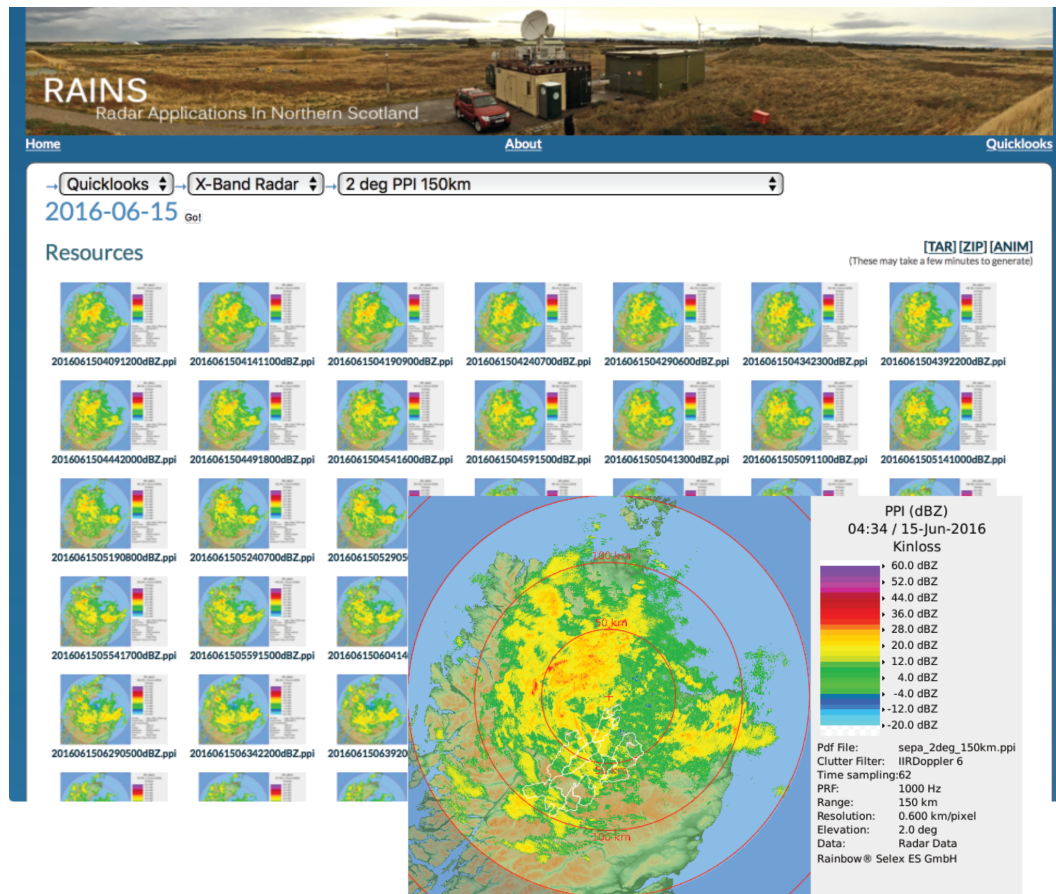 RAINS
Radar Applications In Northern Scotland
Home About Quicklooks
→ Quicklooks → X-Band Radar → 2 deg PPI 150km
2016-06-15 Go!
Resources [TAR] [ZIP] [ANIM]
(These may take a few minutes to generate)
2016061504091200dBZ.ppi 2016061504141100dBZ.ppi 2016061504190900dBZ.ppi 2016061504240700dBZ.ppi 2016061504290600dBZ.ppi 2016061504342300dBZ.ppi 2016061504392200dBZ.ppi
2016061504442000dBZ.ppi 2016061504491800dBZ.ppi 2016061504541600dBZ.ppi 2016061504591500dBZ.ppi 2016061505041300dBZ.ppi 2016061505091100dBZ.ppi 2016061505141000dBZ.ppi
2016061505190800dBZ.ppi 2016061505240700dBZ.ppi 20160615052905
2016061505541700dBZ.ppi 2016061505591500dBZ.ppi 2016061506041 4
2016061506290500dBZ.ppi 2016061506342200dBZ.ppi 20160615063920
100 km
50 km
50 km
100 km
PPI (dBZ)
04:34 / 15-Jun-2016
Kinloss
60.0 dBZ
52.0 dBZ
44.0 dBZ
36.0 dBZ
28.0 dBZ
20.0 dBZ
12.0 dBZ
4.0 dBZ
-4.0 dBZ
-12.0 dBZ
-20.0 dBZ
Pdf File: sepa_2deg_150km.ppi
Clutter Filter: IIRDoppler 6
Time sampling:62
PRF: 1000 Hz
Range: 150 km
Resolution: 0.600 km/pixel
Elevation: 2.0 deg
Data: Radar Data
Rainbow® Selex ES GmbH